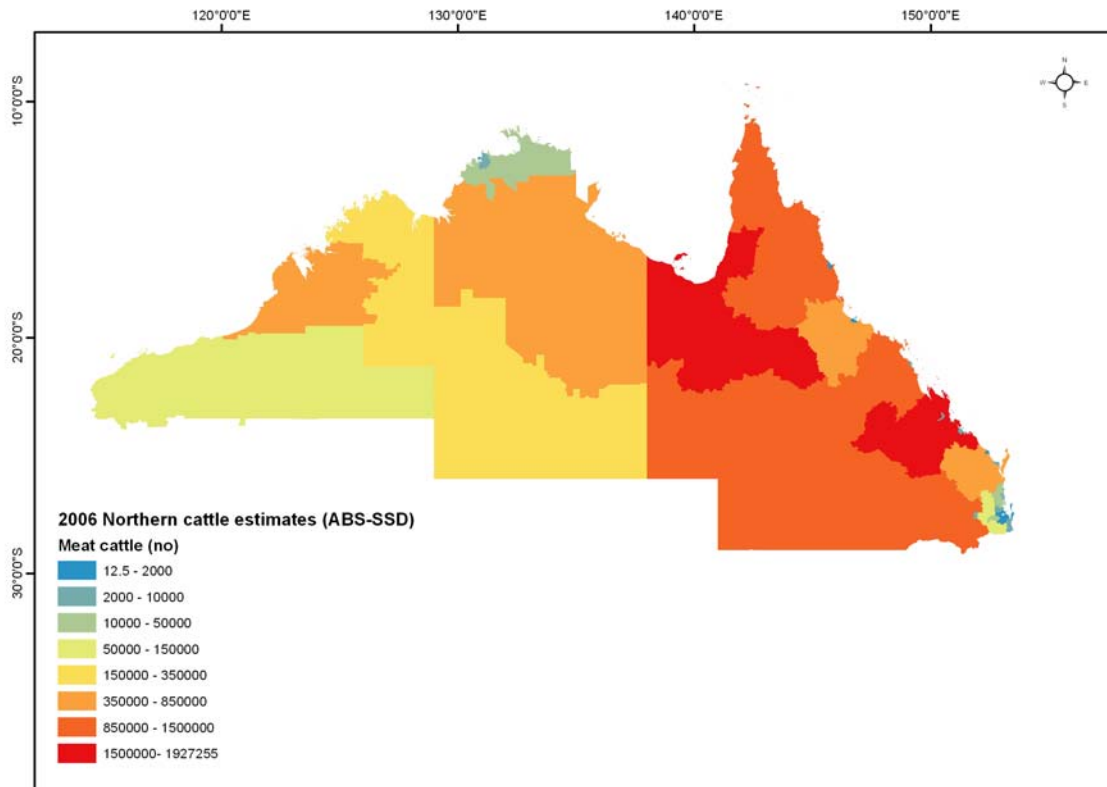 120°0'0"E 130°0'0"E 140°0'0"E 150°0'0"E
10°0'0"S
20°0'0"S
30°0'0"S
N
W E
S
2006 Northern cattle estimates (ABS-SSD)
Meat cattle (no)
12.5 - 2000
2000 - 10000
10000 - 50000
50000 - 150000
150000 - 350000
350000 - 850000
850000 - 1500000
1500000- 1927255